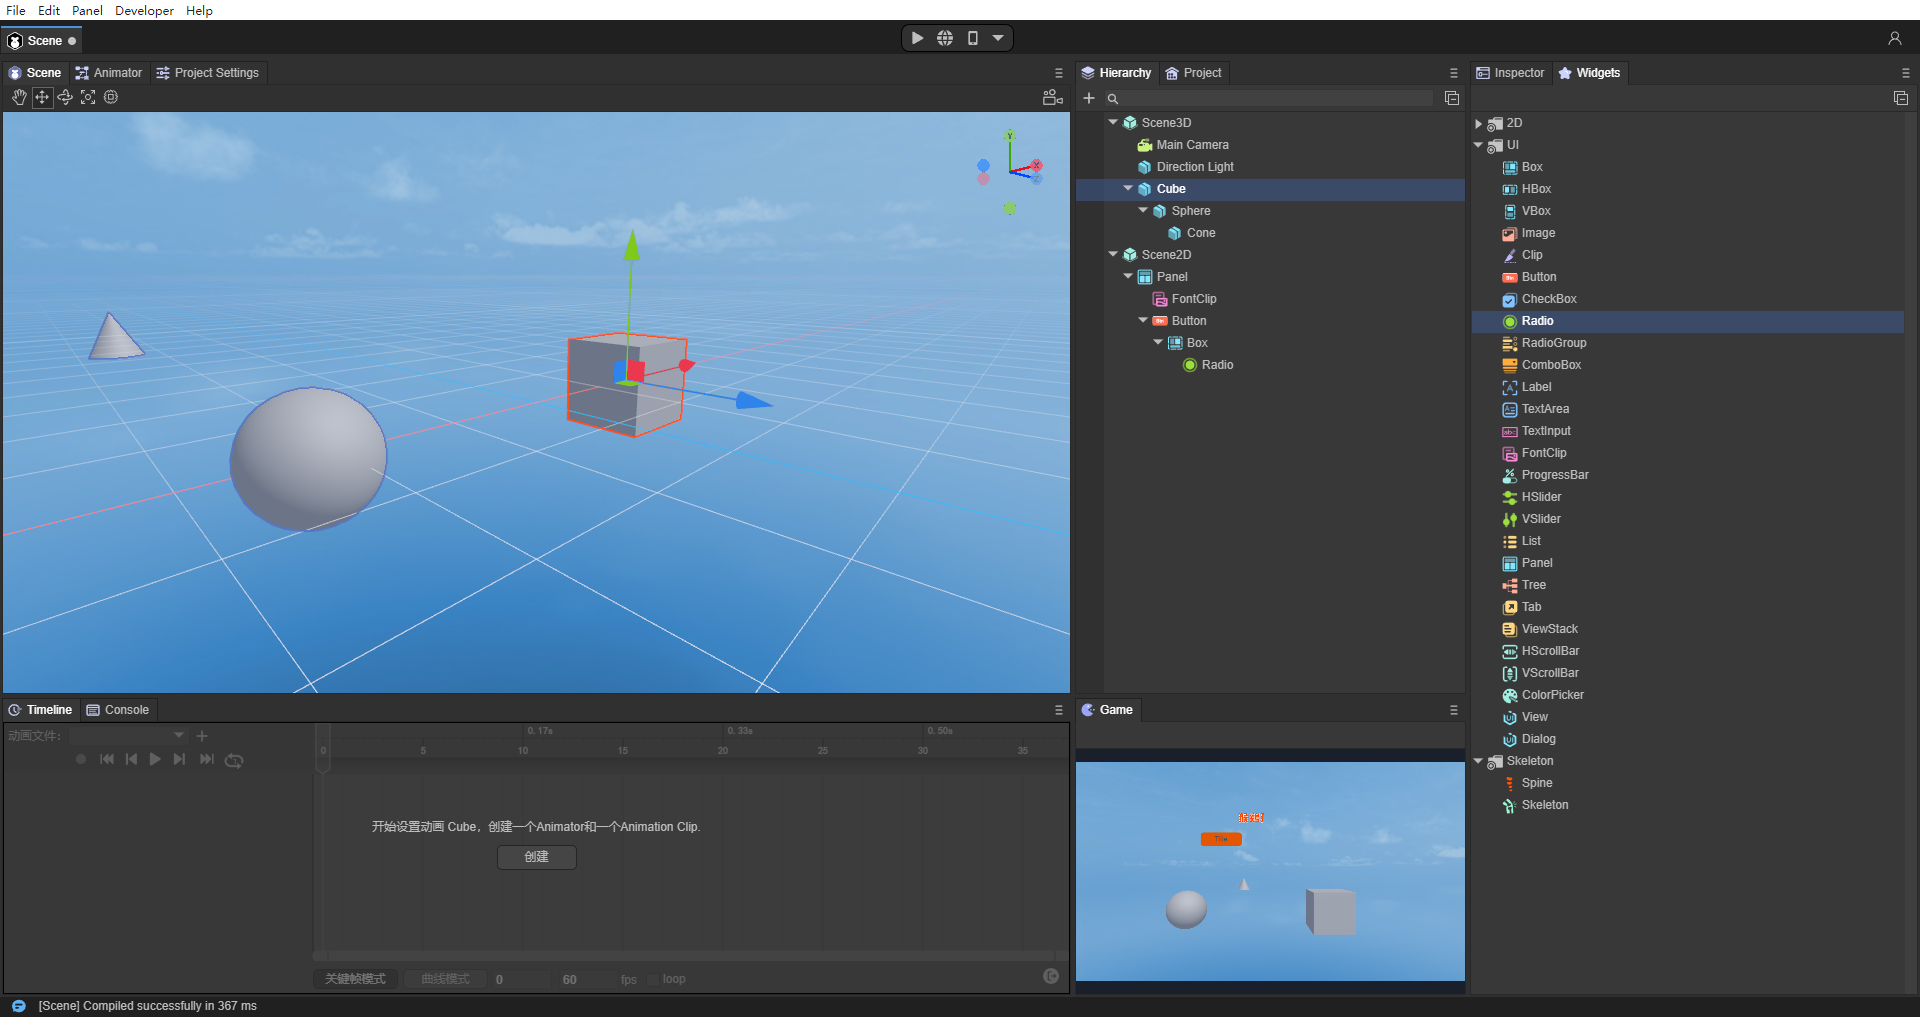 File Edit Panel Developer Help
Scene
Scene Animator Project Settings
Y
X
Z
Hierarchy Project
Scene3D
Main Camera
Direction Light
Cube
Sphere
Cone
Scene2D
Panel
FontClip
Button
Box
Radio
Inspector Widgets
2D
UI
Box
HBox
VBox
Image
Clip
Button
CheckBox
Radio
RadioGroup
ComboBox
Label
TextArea
TextInput
FontClip
ProgressBar
HSlider
VSlider
List
Panel
Tree
Tab
ViewStack
HScrollBar
VScrollBar
ColorPicker
View
Dialog
Skeleton
Spine
Skeleton
Timeline Console
动画文件:
0.17s 0.33s 0.50s
0 5 10 15 20 25 30 35
开始设置动画 Cube，创建一个Animator和一个Animation Clip.
创建
关键帧模式 曲线模式 0 60 fps loop
Game
[Scene] Compiled successfully in 367 ms